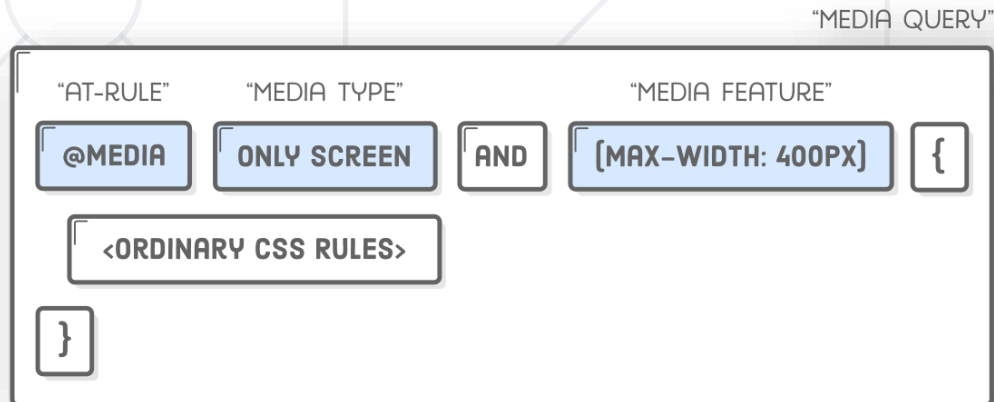 “MEDIA QUERY”
“AT-RULE” “MEDIA TYPE” “MEDIA FEATURE”
@MEDIA ONLY SCREEN AND (MAX-WIDTH: 400PX) {
<ORDINARY CSS RULES>
}